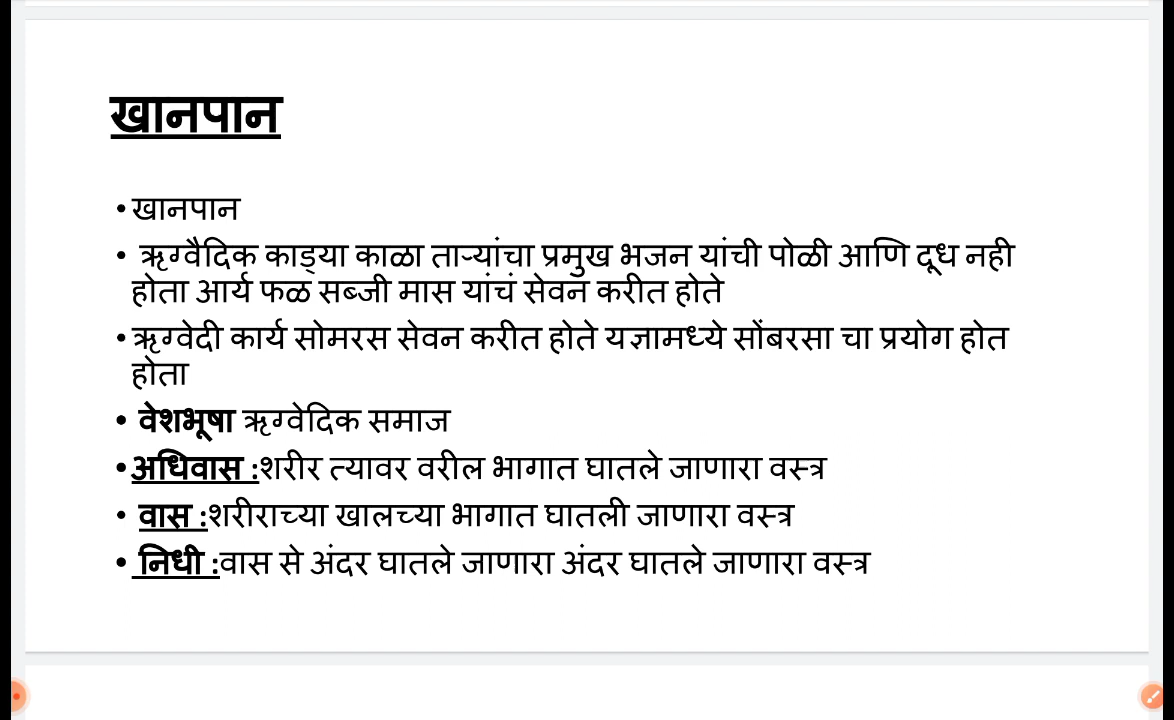 खानपान
•खानपान
• ऋग्वैदिक काड्या काळा ताऱ्यांचा प्रमुख भजन यांची पोळी आणि दूध नही
होता आर्य फळ सब्जी मास यांचं सेवन करीत होते
•ऋग्वेदी कार्य सोमरस सेवन करीत होते यज्ञामध्ये सोंबरसा चा प्रयोग होत
होता
• वेशभूषा ऋग्वेदिक समाज
•अधिवास :शरीर त्यावर वरील भागात घातले जाणारा वस्त्र
• वास :शरीराच्या खालच्या भागात घातली जाणारा वस्त्र
• निधी :वास से अंदर घातले जाणारा अंदर घातले जाणारा वस्त्र